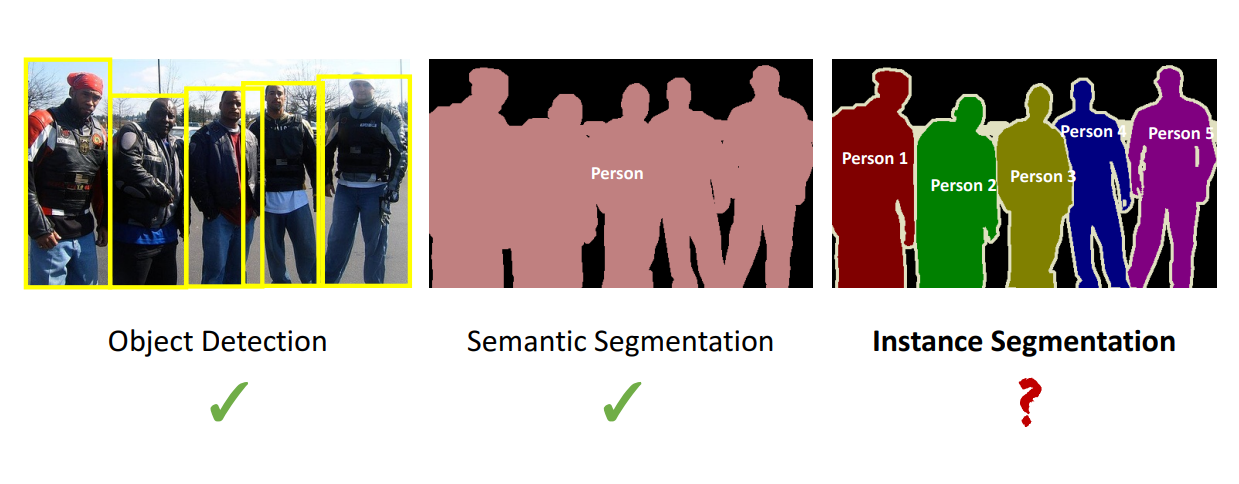 Person
Person 1
Person 2
Person 3
Person 4
Person 5
Object Detection
Semantic Segmentation
Instance Segmentation
?